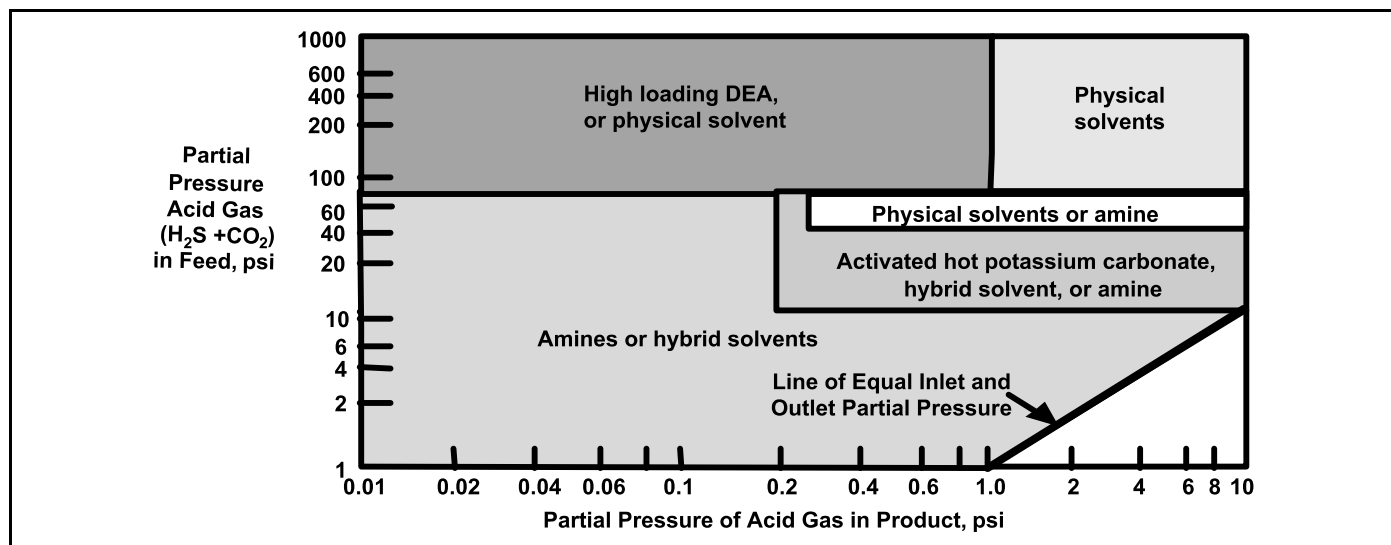 1000
600
400
200
100
60
40
20
10
6
4
2
1
Partial
Pressure
Acid Gas
(H₂S +CO₂)
in Feed, psi
High loading DEA,
or physical solvent
Physical
solvents
Physical solvents or amine
Activated hot potassium carbonate,
hybrid solvent, or amine
Amines or hybrid solvents
Line of Equal Inlet and
Outlet Partial Pressure
0.01 0.02 0.04 0.06 0.1 0.2 0.4 0.6 1.0 2 4 6 8 10
Partial Pressure of Acid Gas in Product, psi